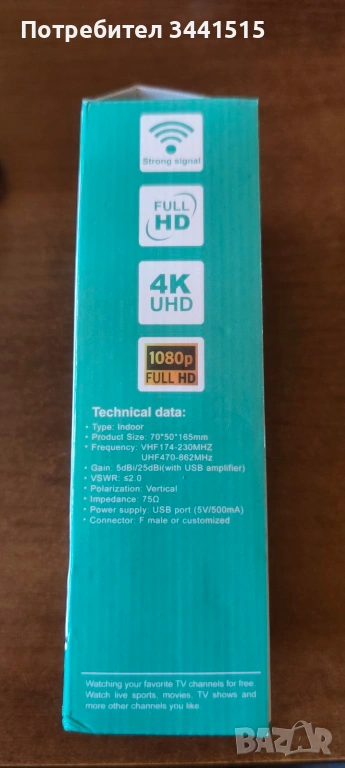 Потребител 3441515
Strong signal
FULL
HD
4K
UHD
1080p
FULL HD
Technical data:
• Type: Indoor
• Product Size: 70*50*165mm
• Frequency: VHF174-230MHZ
UHF470-862MHz
• Gain: 5dBi/25dBi(with USB amplifier)
• VSWR: ≤2.0
• Polarization: Vertical
• Impedance: 75Ω
• Power supply: USB port (5V/500mA)
• Connector: F male or customized
Watching your favorite TV channels for free.
Watch live sports, movies, TV shows and
more other channels you like.
BAZAR